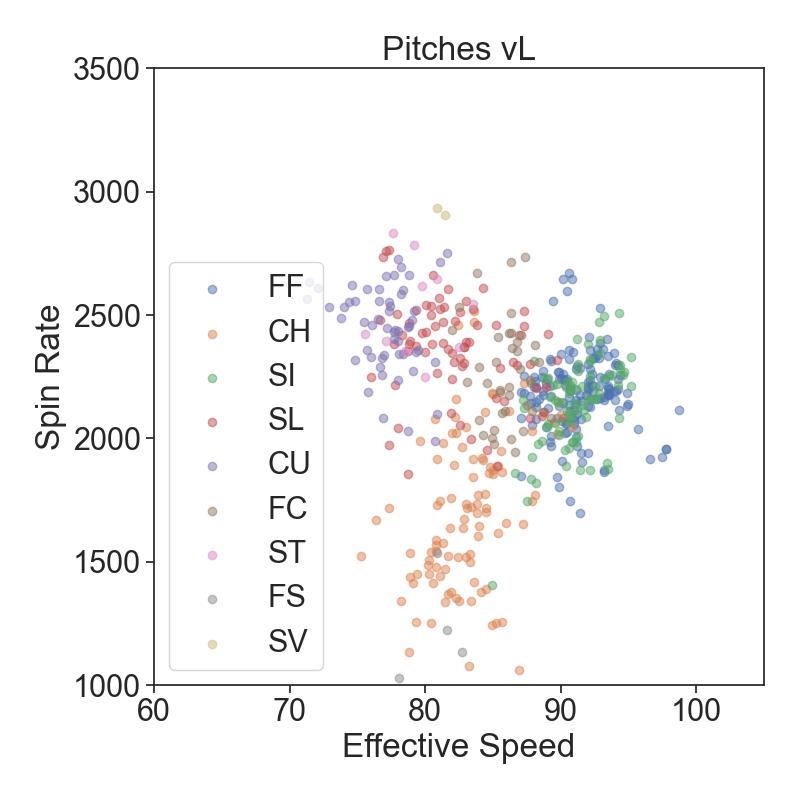 Pitches vL
3500
3000
2500
2000
1500
1000
Spin Rate
FF
CH
SI
SL
CU
FC
ST
FS
SV
60 70 80 90 100
Effective Speed